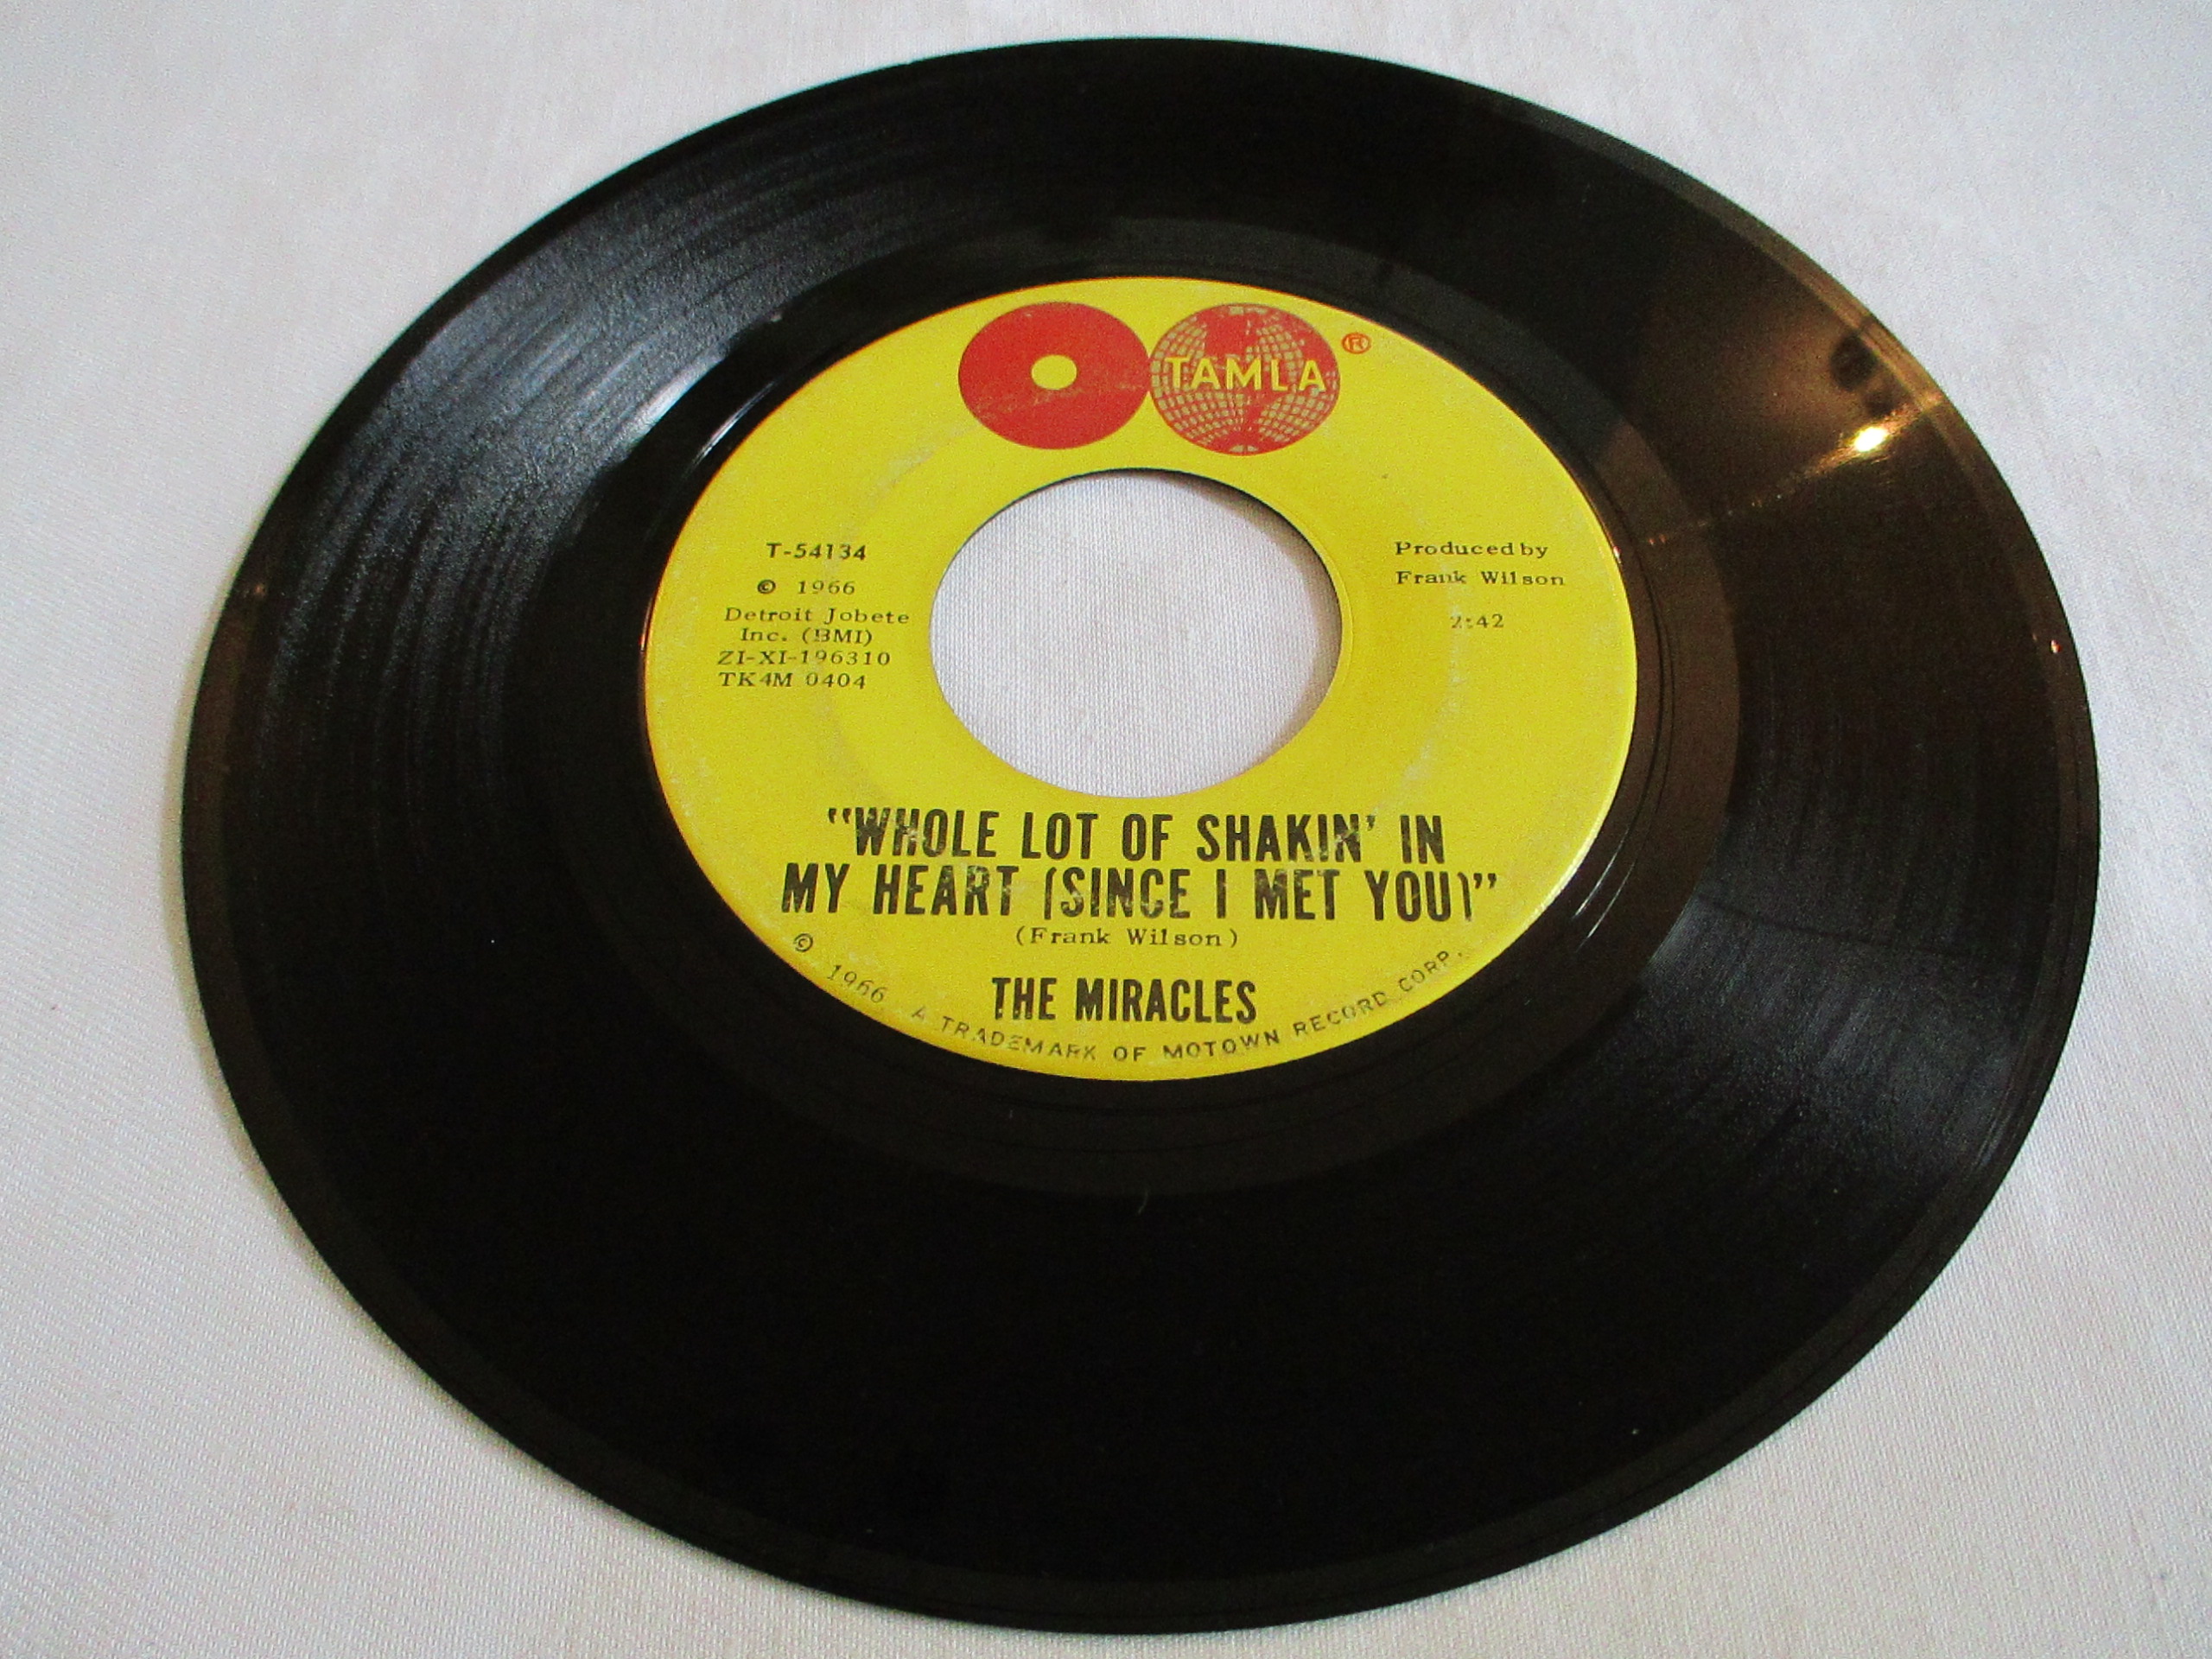 TAMLA ®
T-54134
© 1966
Detroit Jobete
Inc. (BMI)
ZI-XI-196310
TK4M 0404
Produced by
Frank Wilson
2:42
"WHOLE LOT OF SHAKIN' IN
MY HEART (SINCE I MET YOU)"
(Frank Wilson)
THE MIRACLES
© 1966 A TRADEMARK OF MOTOWN RECORD CORP.